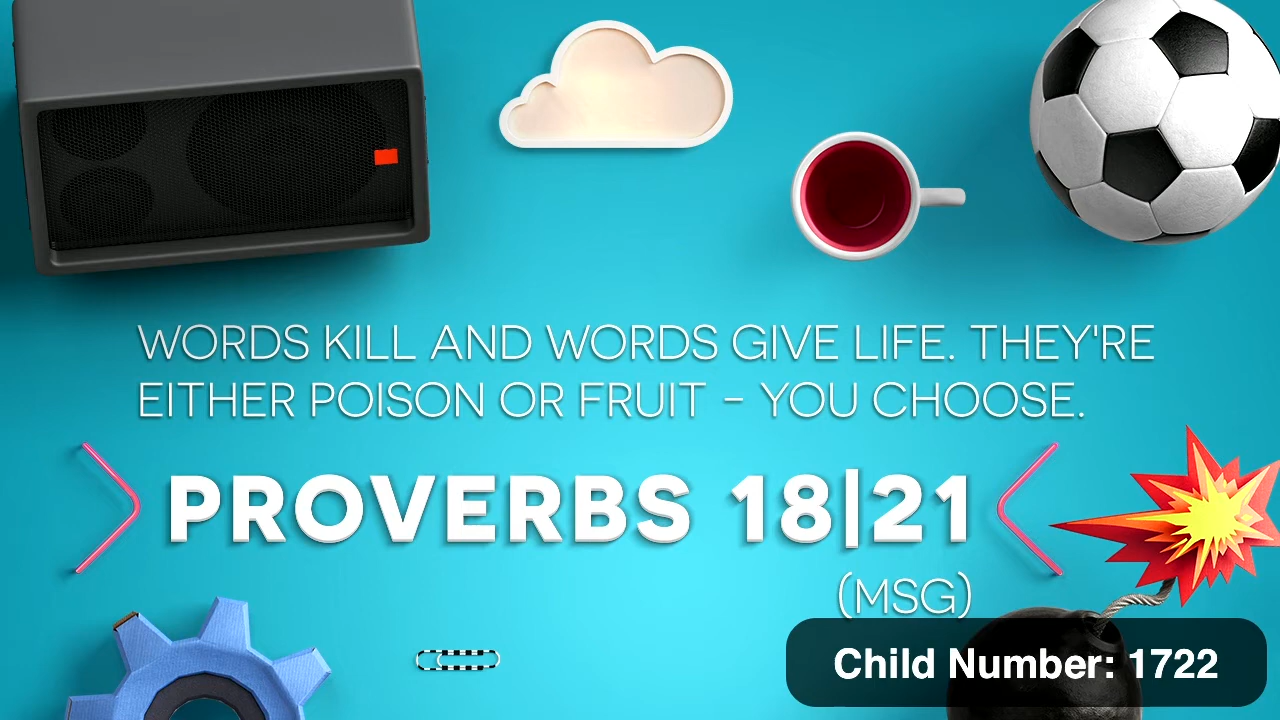 WORDS KILL AND WORDS GIVE LIFE. THEY'RE
EITHER POISON OR FRUIT - YOU CHOOSE.
PROVERBS 18|21
(MSG)
Child Number: 1722